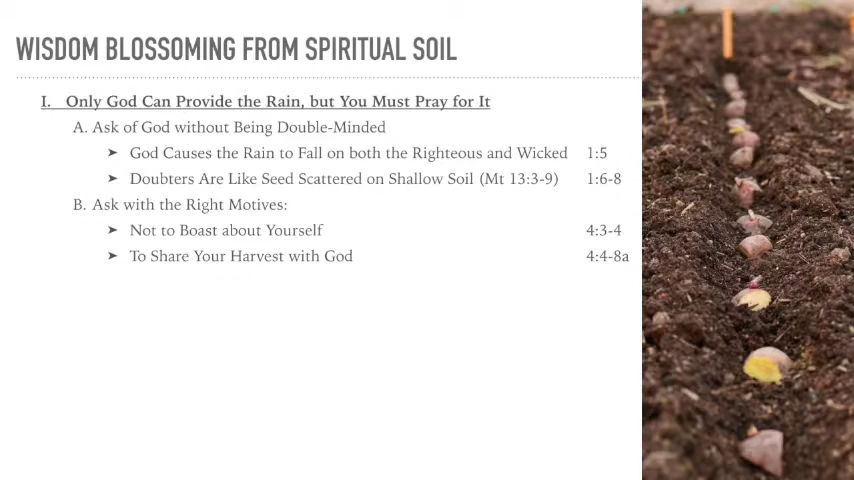 WISDOM BLOSSOMING FROM SPIRITUAL SOIL
I. Only God Can Provide the Rain, but You Must Pray for It
A. Ask of God without Being Double-Minded
➤ God Causes the Rain to Fall on both the Righteous and Wicked 1:5
➤ Doubters Are Like Seed Scattered on Shallow Soil (Mt 13:3-9) 1:6-8
B. Ask with the Right Motives:
➤ Not to Boast about Yourself 4:3-4
➤ To Share Your Harvest with God 4:4-8a